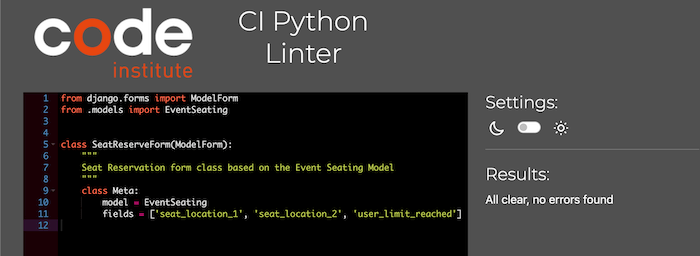 code
institute
CI Python
Linter
1 from django.forms import ModelForm
2 from .models import EventSeating
3
4
5 class SeatReserveForm(ModelForm):
6     """
7     Seat Reservation form class based on the Event Seating Model
8     """
9     class Meta:
10         model = EventSeating
11         fields = ['seat_location_1', 'seat_location_2', 'user_limit_reached']
12
Settings:
Results:
All clear, no errors found